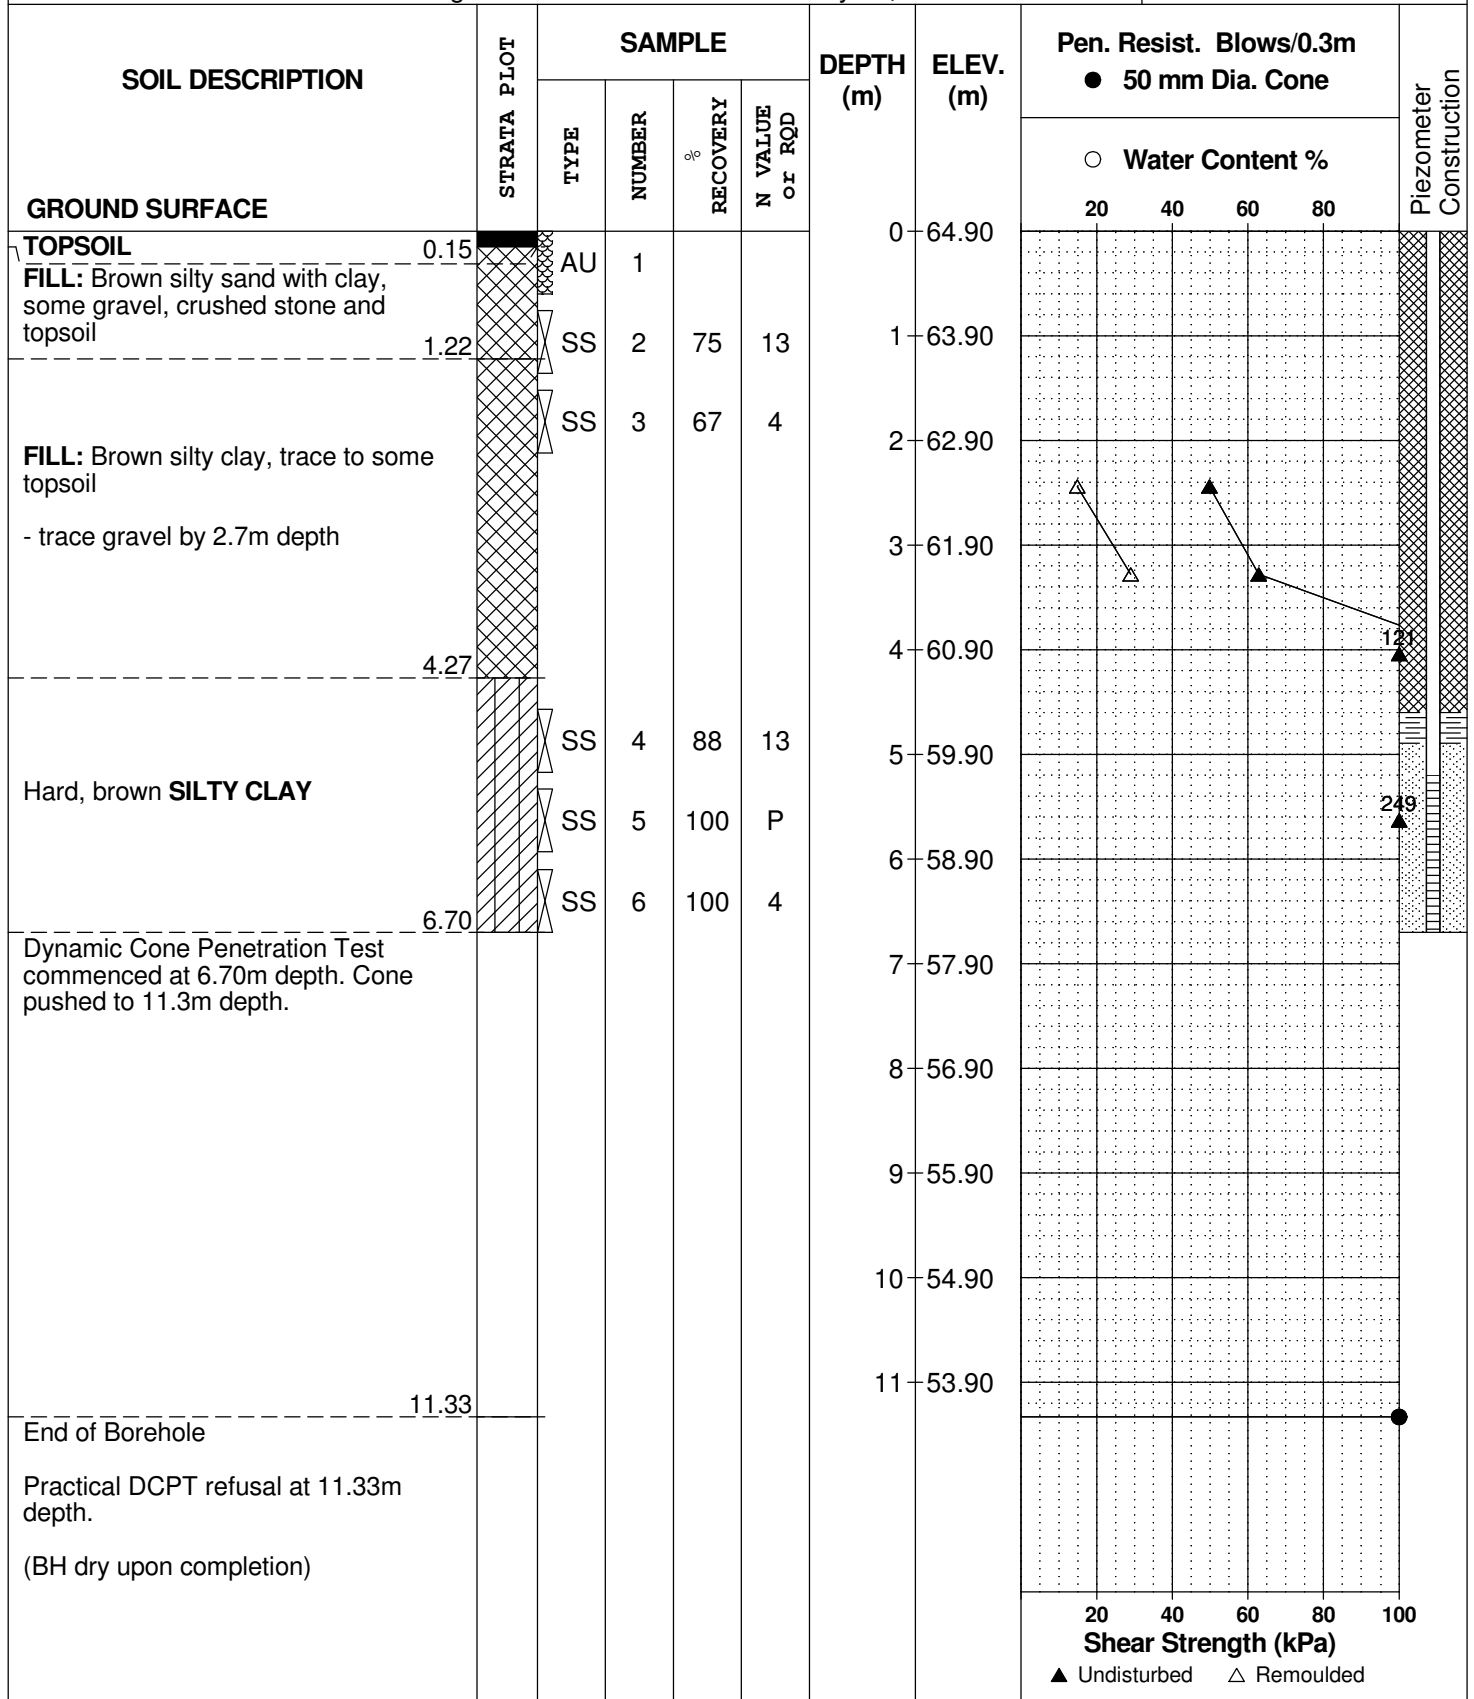 SOIL DESCRIPTION
GROUND SURFACE
STRATA PLOT
SAMPLE
TYPE
NUMBER
%
RECOVERY
N VALUE
or RQD
DEPTH
(m)
ELEV.
(m)
Pen. Resist. Blows/0.3m
● 50 mm Dia. Cone
○ Water Content %
20 40 60 80
Piezometer
Construction
TOPSOIL 0.15
FILL: Brown silty sand with clay,
some gravel, crushed stone and
topsoil
1.22
FILL: Brown silty clay, trace to some
topsoil
- trace gravel by 2.7m depth
4.27
Hard, brown SILTY CLAY
6.70
Dynamic Cone Penetration Test
commenced at 6.70m depth. Cone
pushed to 11.3m depth.
11.33
End of Borehole
Practical DCPT refusal at 11.33m
depth.
(BH dry upon completion)
AU 1
SS 2 75 13
SS 3 67 4
SS 4 88 13
SS 5 100 P
SS 6 100 4
0 64.90
1 63.90
2 62.90
3 61.90
4 60.90
5 59.90
6 58.90
7 57.90
8 56.90
9 55.90
10 54.90
11 53.90
121
249
20 40 60 80 100
Shear Strength (kPa)
▲ Undisturbed △ Remoulded